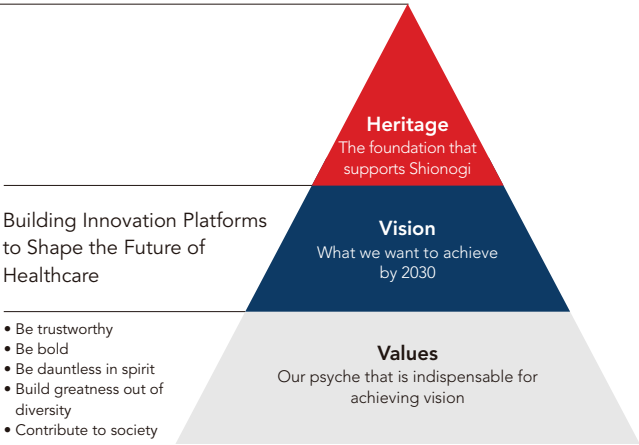 Heritage
The foundation that
supports Shionogi
Building Innovation Platforms
to Shape the Future of
Healthcare
Vision
What we want to achieve
by 2030
• Be trustworthy
• Be bold
• Be dauntless in spirit
• Build greatness out of
diversity
• Contribute to society
Values
Our psyche that is indispensable for
achieving vision